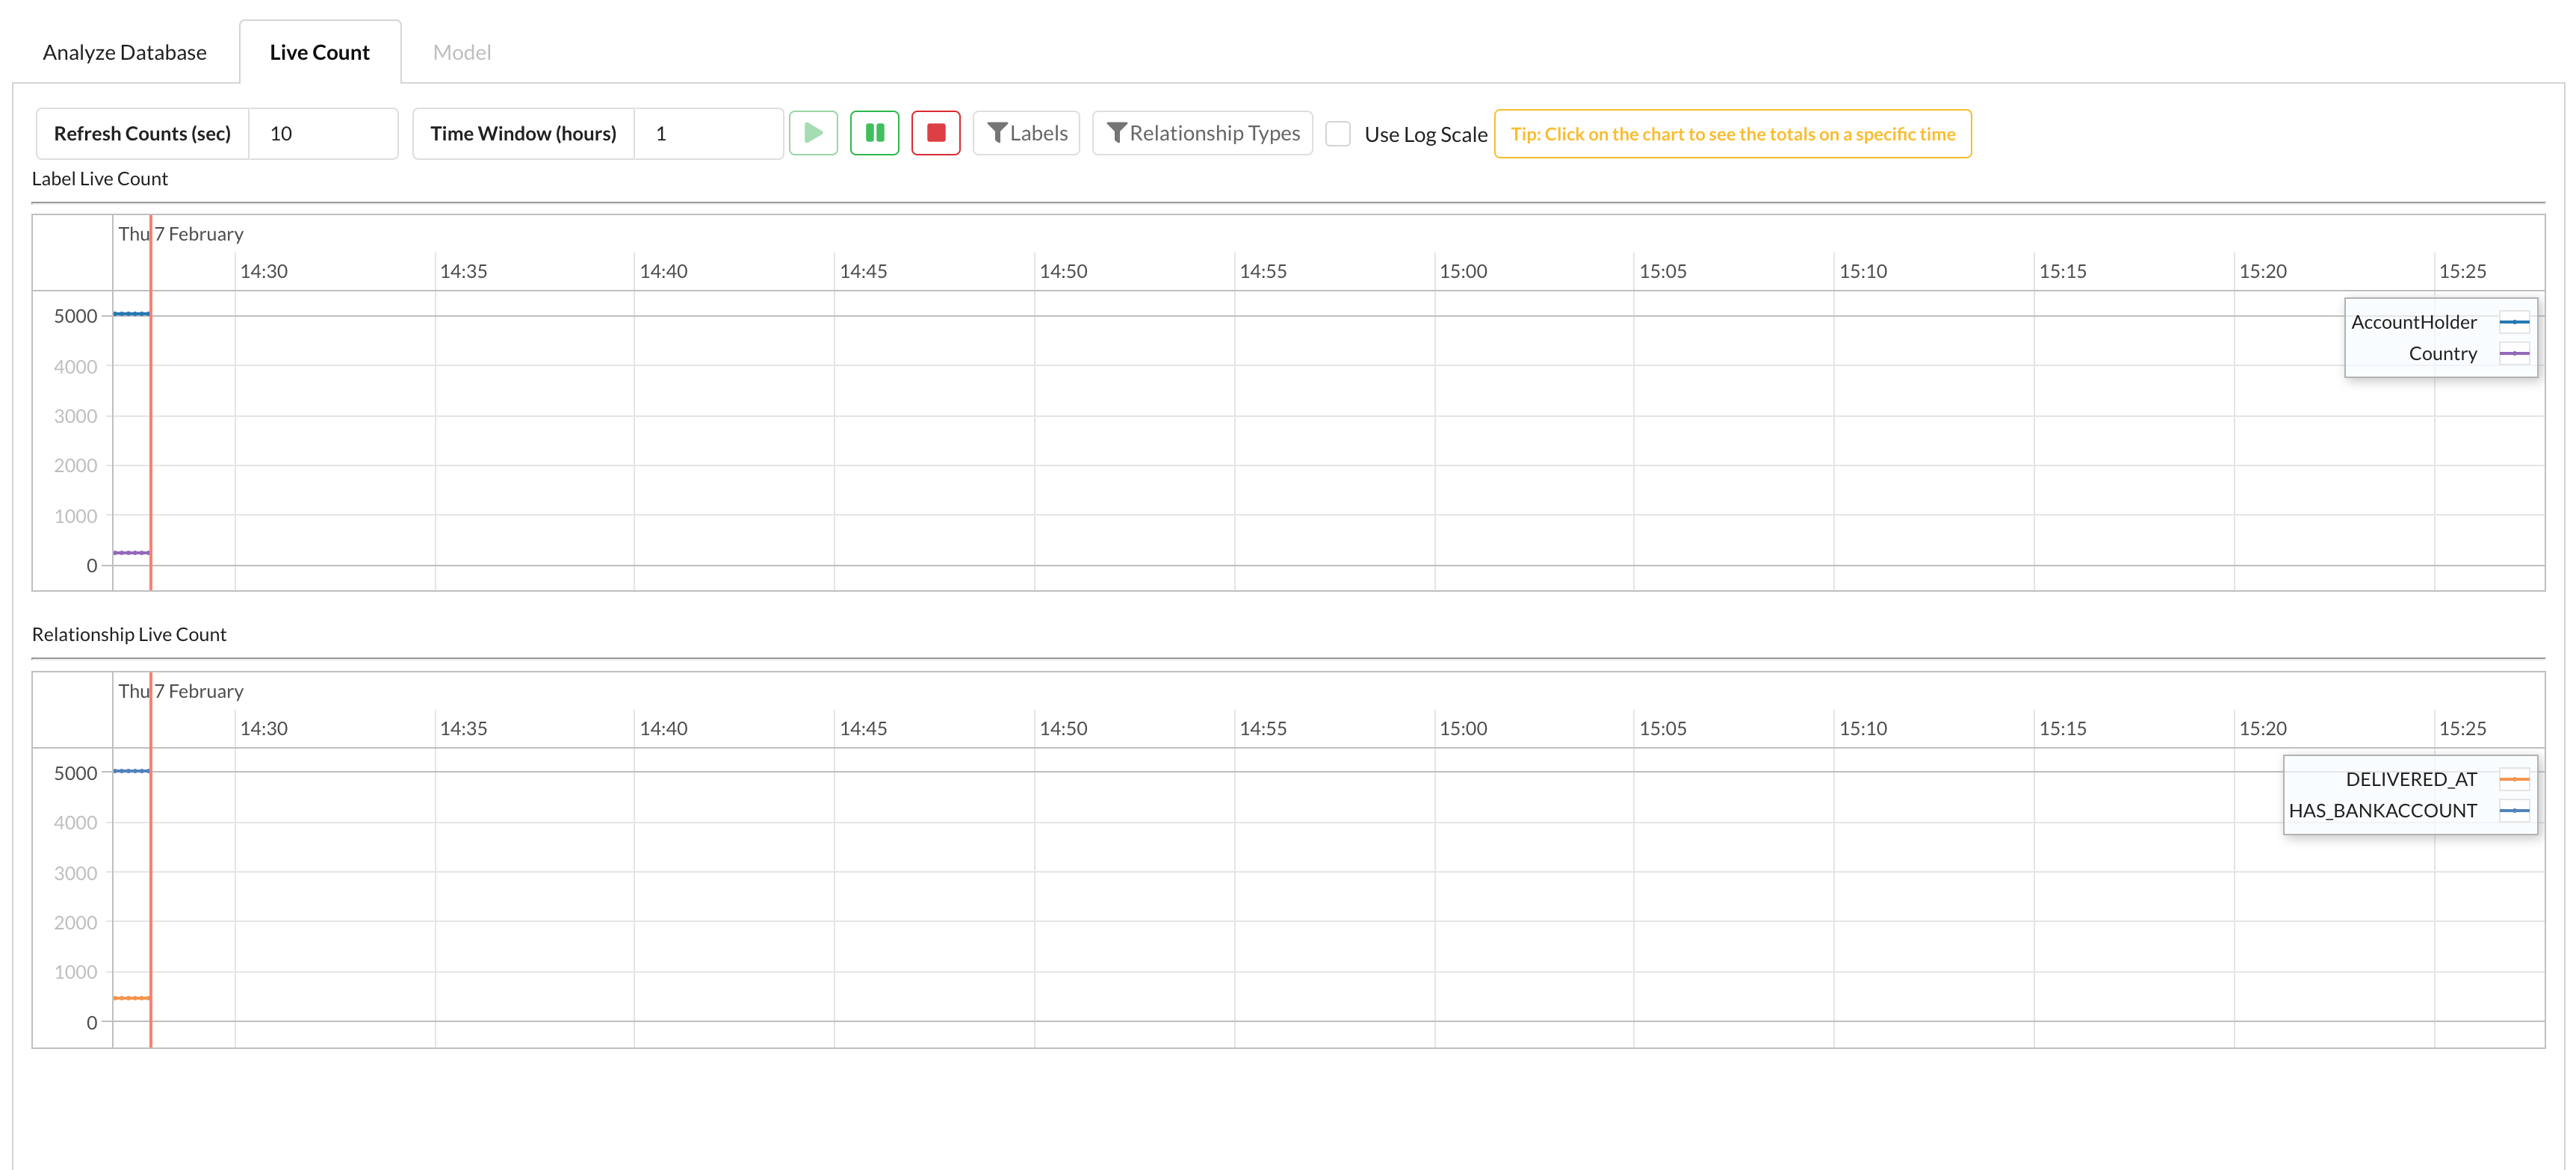 Analyze Database Live Count Model
Refresh Counts (sec) 10 Time Window (hours) 1 Labels Relationship Types Use Log Scale Tip: Click on the chart to see the totals on a specific time
Label Live Count
Thu 7 February
14:30 14:35 14:40 14:45 14:50 14:55 15:00 15:05 15:10 15:15 15:20 15:25
5000
AccountHolder
Country
4000
3000
2000
1000
0
Relationship Live Count
Thu 7 February
14:30 14:35 14:40 14:45 14:50 14:55 15:00 15:05 15:10 15:15 15:20 15:25
5000
DELIVERED_AT
HAS_BANKACCOUNT
4000
3000
2000
1000
0